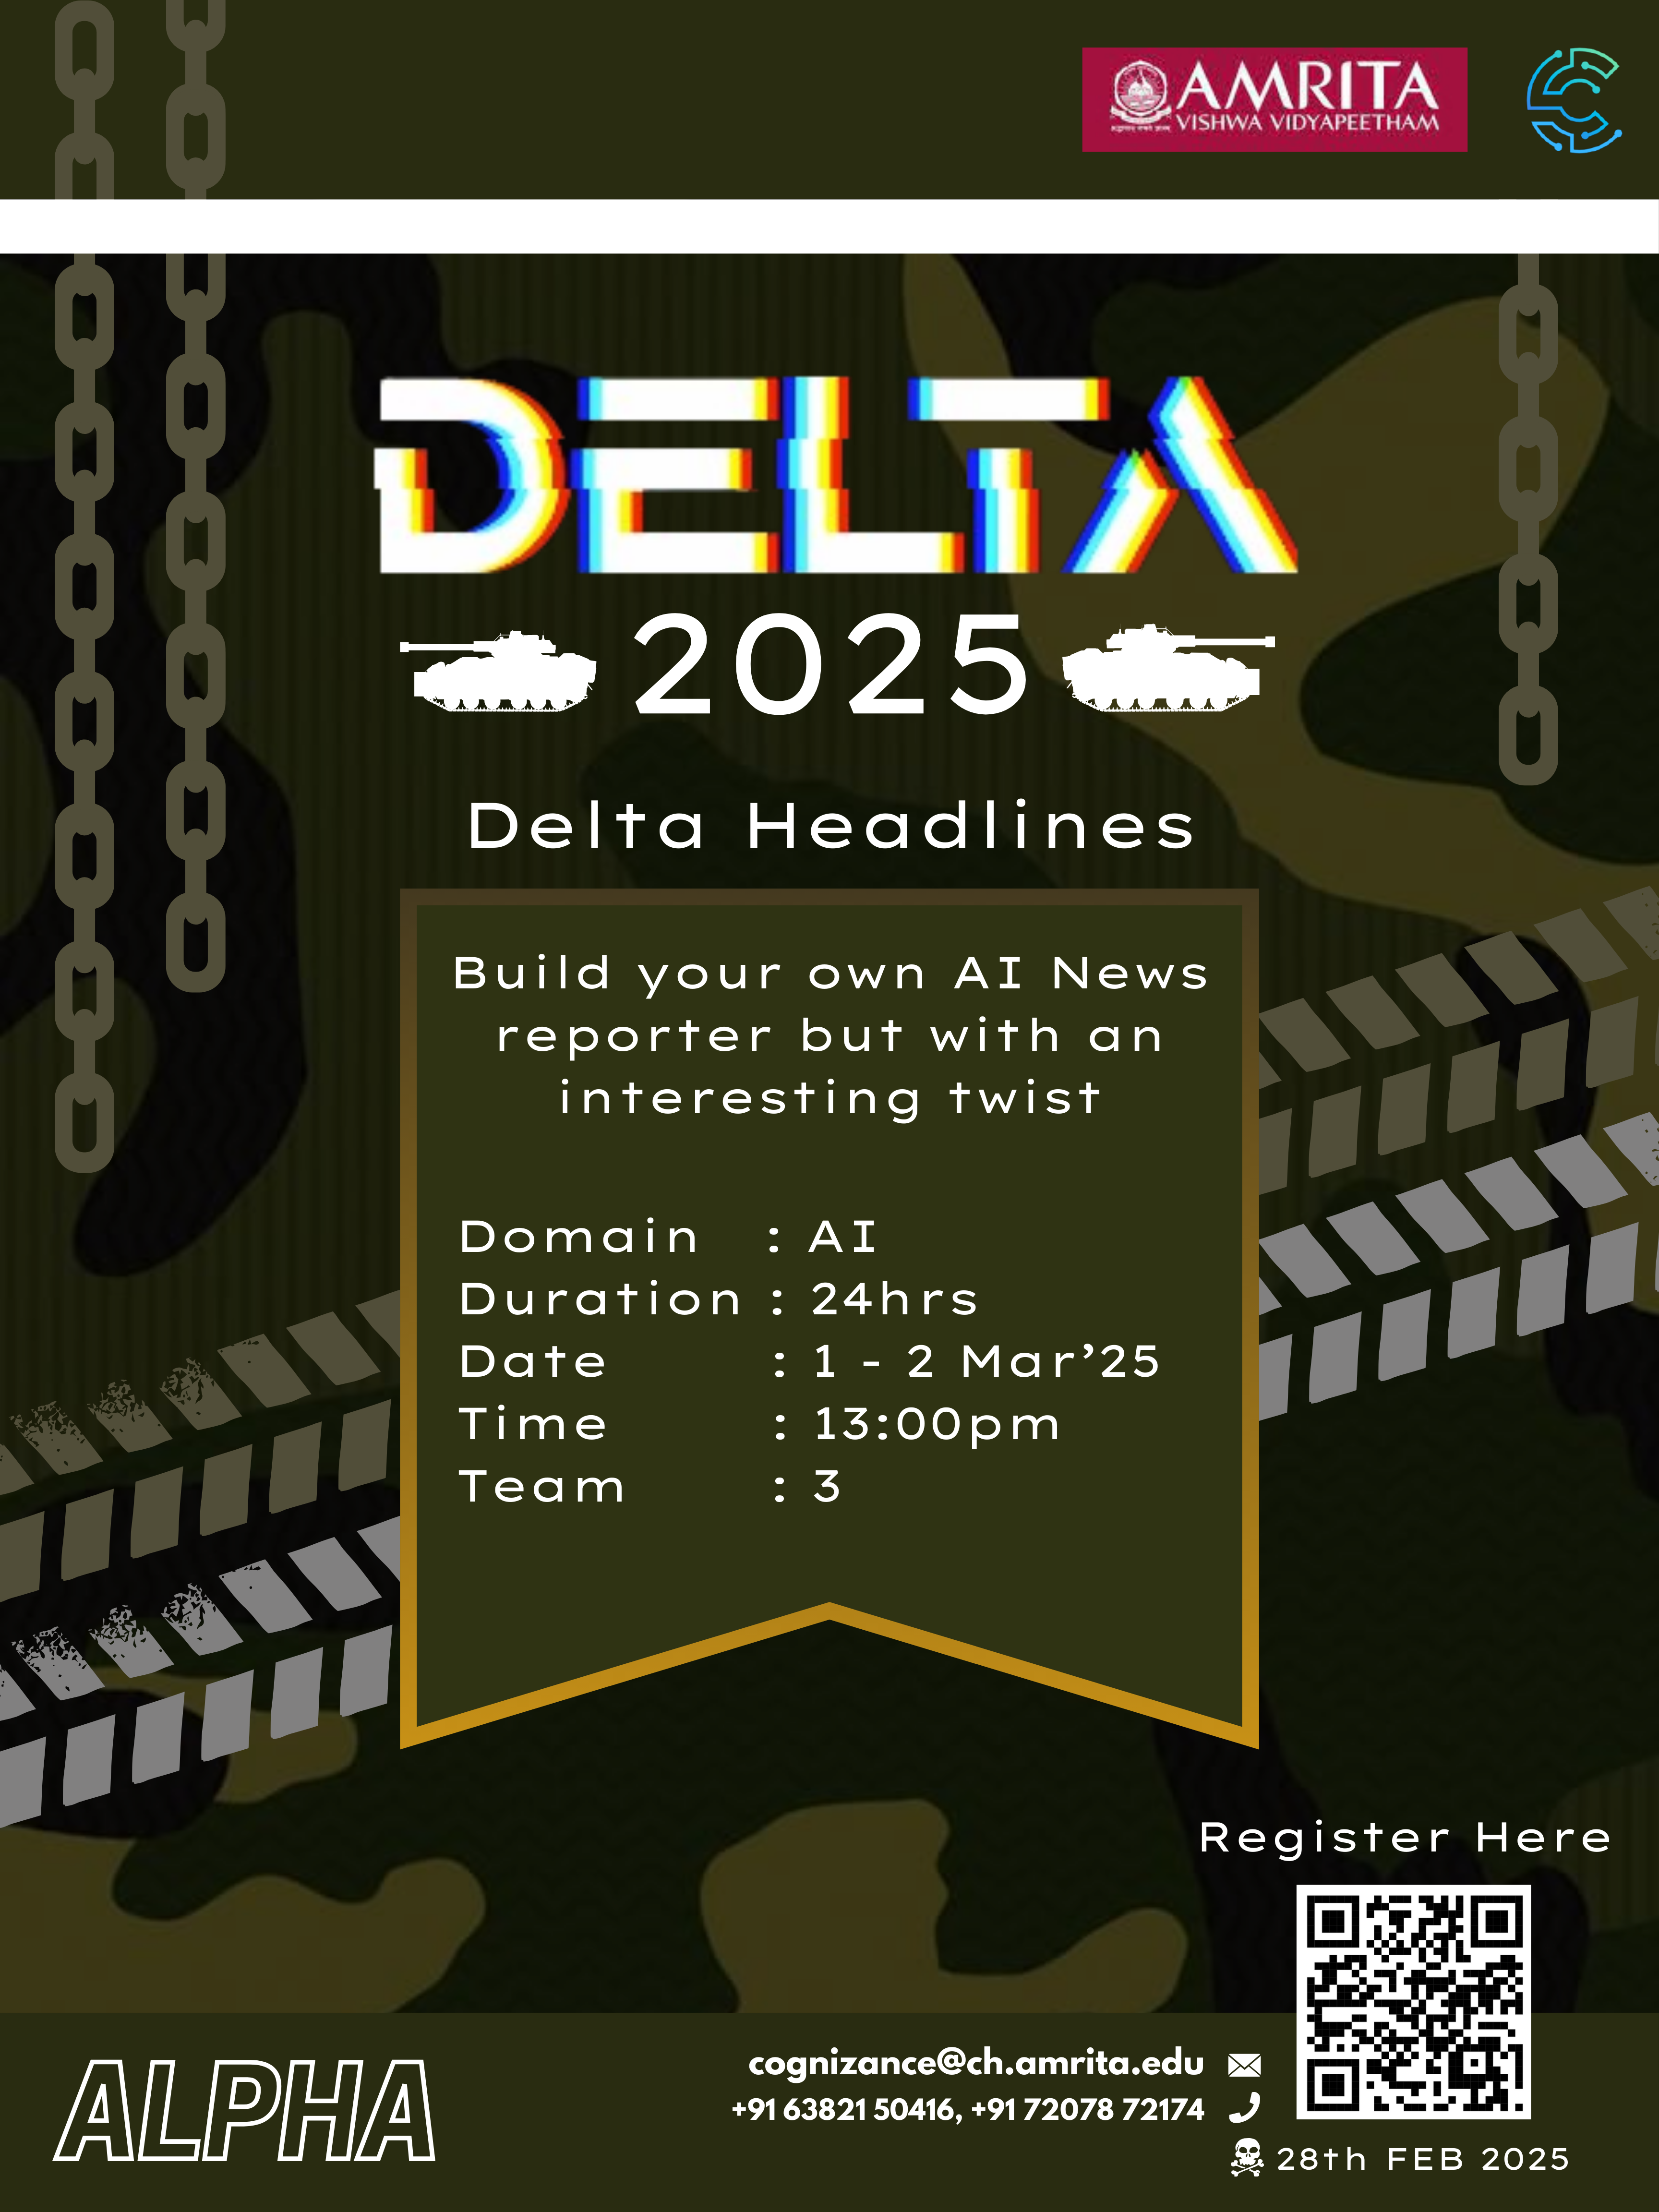 AMRITA
VISHWA VIDYAPEETHAM
DELTA
2025
Delta Headlines
Build your own AI News
reporter but with an
interesting twist
Domain : AI
Duration : 24hrs
Date : 1 - 2 Mar’25
Time : 13:00pm
Team : 3
Register Here
ALPHA
cognizance@ch.amrita.edu
+91 63821 50416, +91 72078 72174
28th FEB 2025